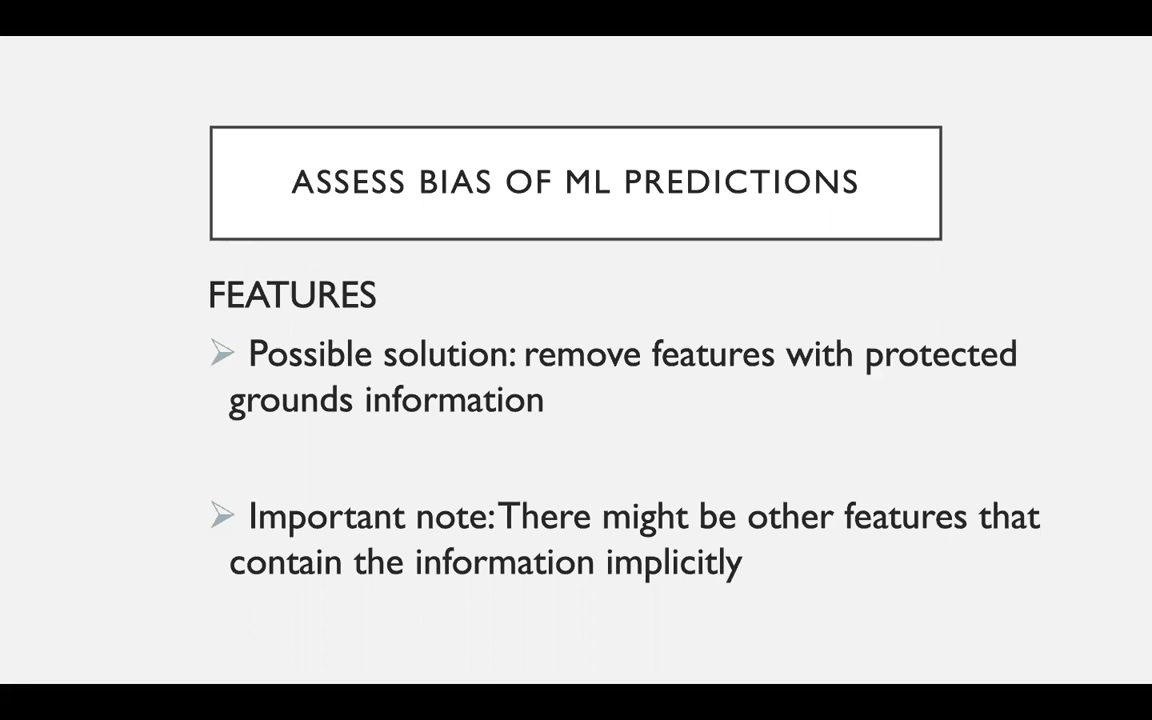 ASSESS BIAS OF ML PREDICTIONS
FEATURES
Possible solution: remove features with protected
grounds information
Important note: There might be other features that
contain the information implicitly